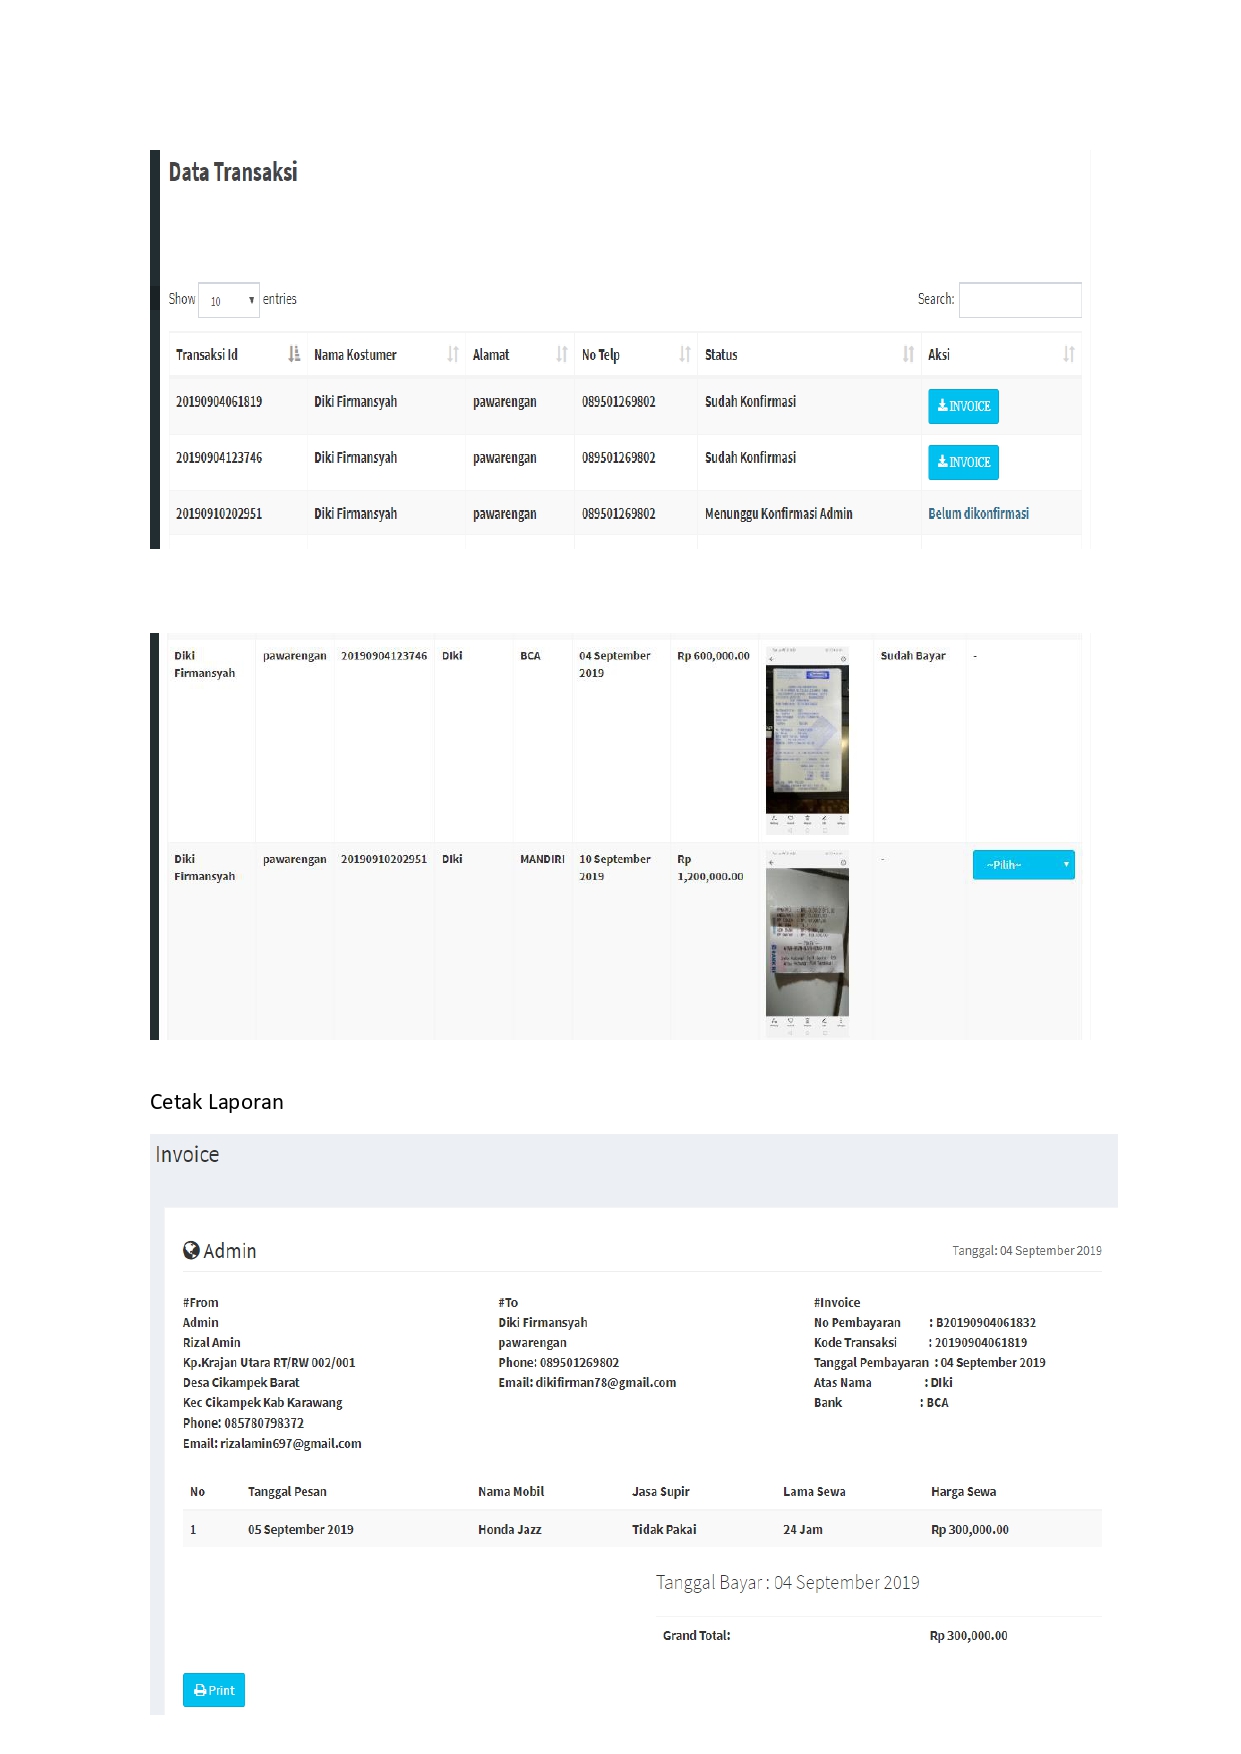 Data Transaksi
Show 10 entries
Search:
Transaksi Id Nama Kostumer Alamat No Telp Status Aksi
20190904061819 Diki Firmansyah pawarengan 089501269802 Sudah Konfirmasi INVOICE
20190904123746 Diki Firmansyah pawarengan 089501269802 Sudah Konfirmasi INVOICE
20190910202951 Diki Firmansyah pawarengan 089501269802 Menunggu Konfirmasi Admin Belum dikonfirmasi
Diki pawarengan 20190904123746 DIki BCA 04 September Rp 600,000.00 Sudah Bayar -
Firmansyah 2019
Diki pawarengan 20190910202951 DIki MANDIRI 10 September Rp - ~Pilih~
Firmansyah 2019 1,200,000.00
Cetak Laporan
Invoice
Admin Tanggal: 04 September 2019
#From #To #Invoice
Admin Diki Firmansyah No Pembayaran : B20190904061832
Rizal Amin pawarengan Kode Transaksi : 20190904061819
Kp.Krajan Utara RT/RW 002/001 Phone: 089501269802 Tanggal Pembayaran : 04 September 2019
Desa Cikampek Barat Email: dikifirman78@gmail.com Atas Nama : DIki
Kec Cikampek Kab Karawang Bank : BCA
Phone: 085780798372
Email: rizalamin697@gmail.com
No Tanggal Pesan Nama Mobil Jasa Supir Lama Sewa Harga Sewa
1 05 September 2019 Honda Jazz Tidak Pakai 24 Jam Rp 300,000.00
Tanggal Bayar : 04 September 2019
Grand Total: Rp 300,000.00
Print